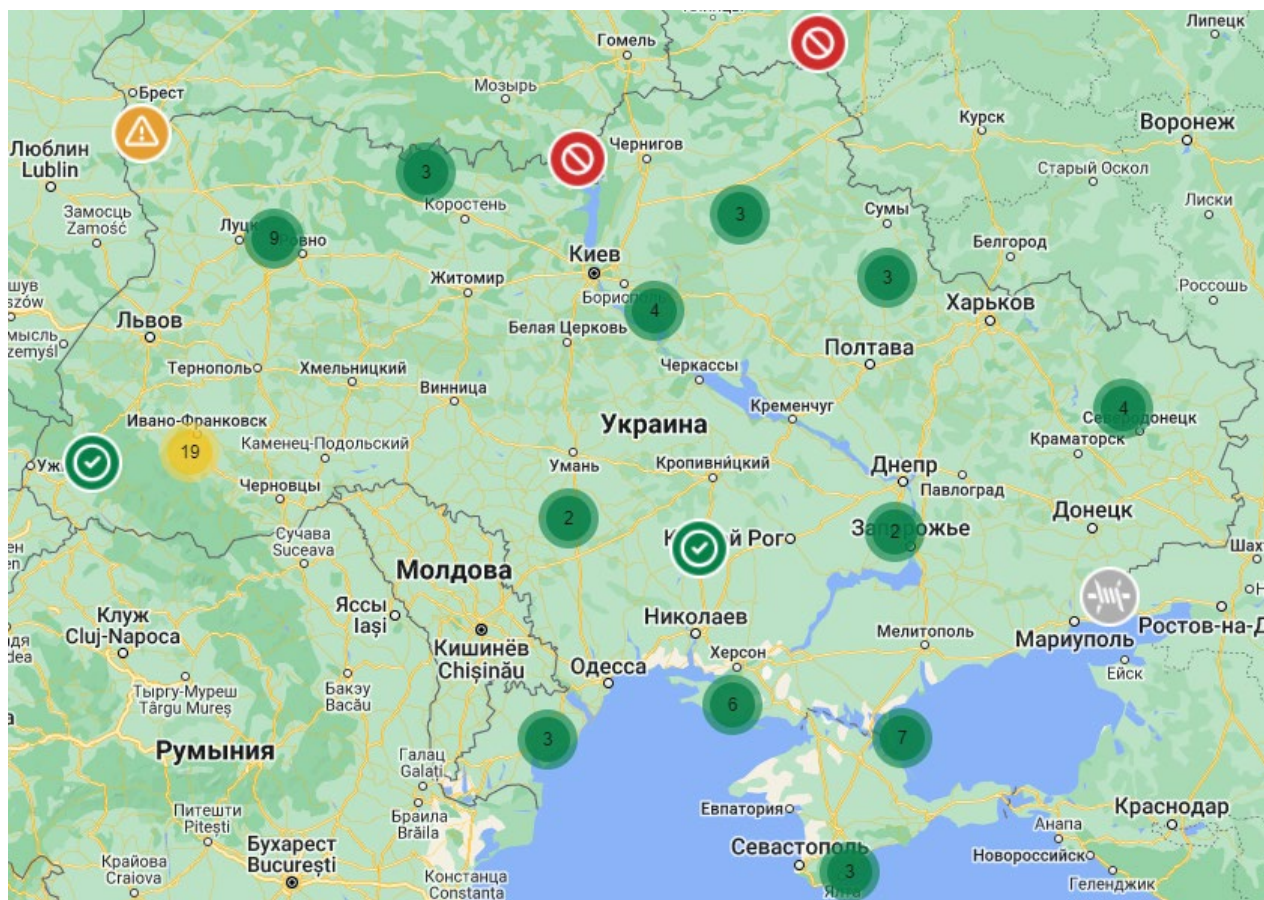 Гомель
Липецк
Мозырь
Брест
Курск
Воронеж
Люблин
Lublin
Чернигов
Старый Оскол
Замосць
Zamość
Коростень
3
3
Сумы
Лиски
Луцк
9
Ровно
Белгород
Киев
Житомир
3
Россошь
Борисполь
4
Харьков
Львов
Белая Церковь
Полтава
Тернополь
Хмельницкий
Черкассы
Винница
Кременчуг
4
Северодонецк
Ивано-Франковск
Украина
Краматорск
19
Каменец-Подольский
Умань
Кропивницкий
Днепр
Павлоград
Черновцы
2
2
Запорожье
Донецк
Сучава
Suceava
й Рог
Молдова
Клуж
Cluj-Napoca
Яссы
Iași
Николаев
Мелитополь
Мариуполь
Ростов-на-Д
Кишинёв
Chișinău
Одесса
Херсон
Ейск
Тыргу-Муреш
Târgu Mureș
Бакэу
Bacău
6
3
7
Румыния
Галац
Galați
Питешти
Pitești
Браила
Brăila
Евпатория
Краснодар
Анапа
Бухарест
București
Севастополь
Новороссийск
Крайова
Craiova
Констанца
Constanța
3
Ялта
Геленджик